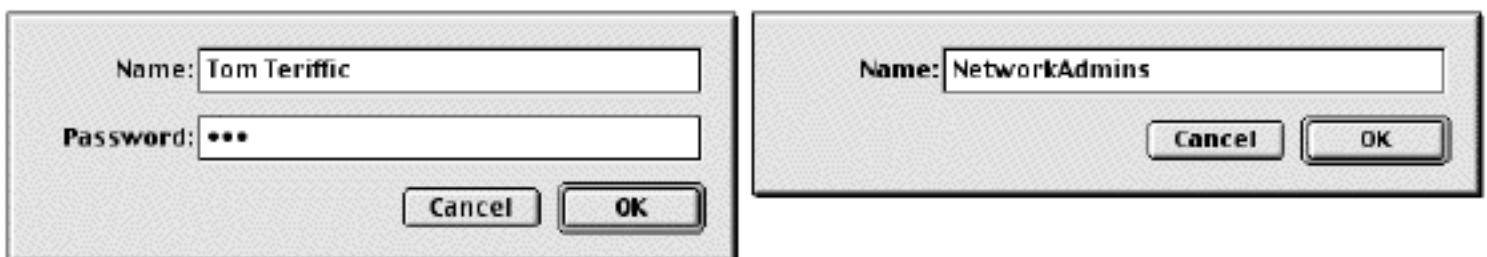 Name: Tom Teriffic
Password: •••
Cancel OK
Name: NetworkAdmins
Cancel OK